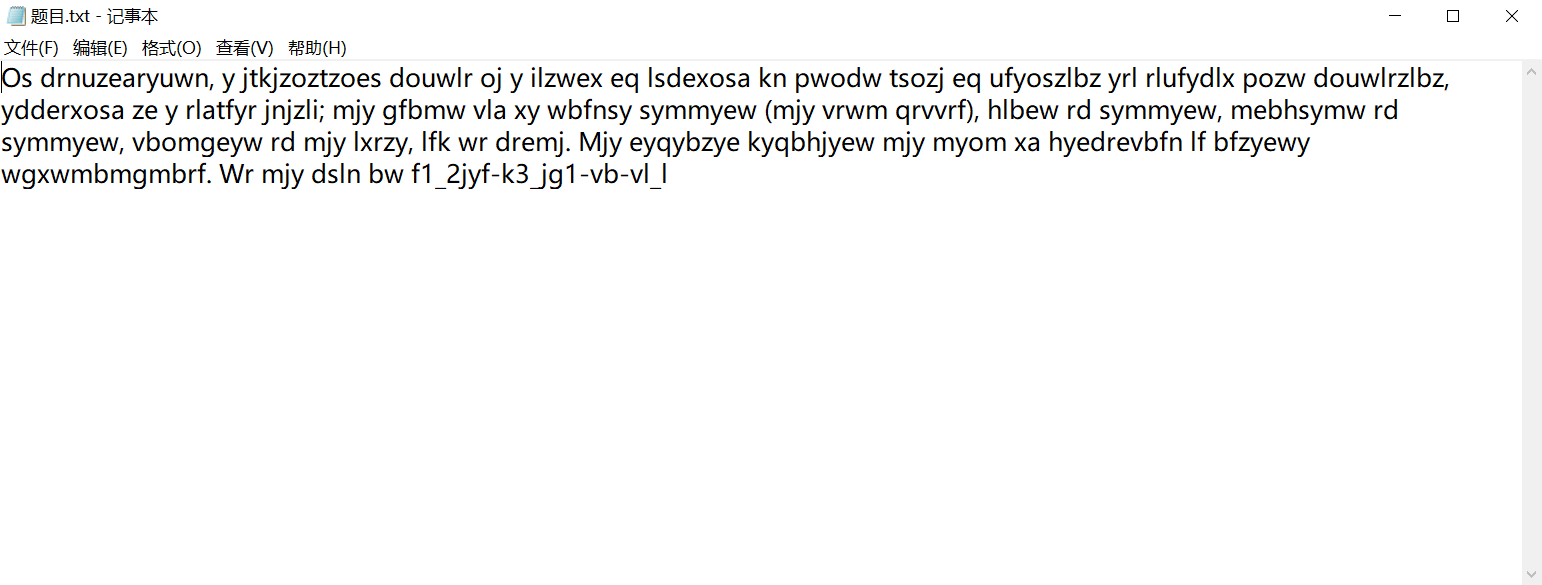 题目.txt - 记事本
文件(F) 编辑(E) 格式(O) 查看(V) 帮助(H)
Os drnuzearyuwn, y jtkjzoztzoes douwlr oj y ilzwex eq lsdexosa kn pwodw tsozj eq ufyoszlbz yrl rlufydlx pozw douwlrzlbz,
ydderxosa ze y rlatfyr jnjzli; mjy gfbmw vla xy wbfnsy symmyew (mjy vrwm qrvvrf), hlbew rd symmyew, mebhsymw rd
symmyew, vbomgeyw rd mjy lxrzy, lfk wr dremj. Mjy eyqybzye kyqbhjyew mjy myom xa hyedrevbfn lf bfzyewy
wgxwmbmgmbrf. Wr mjy dsln bw f1_2jyf-k3_jg1-vb-vl_l